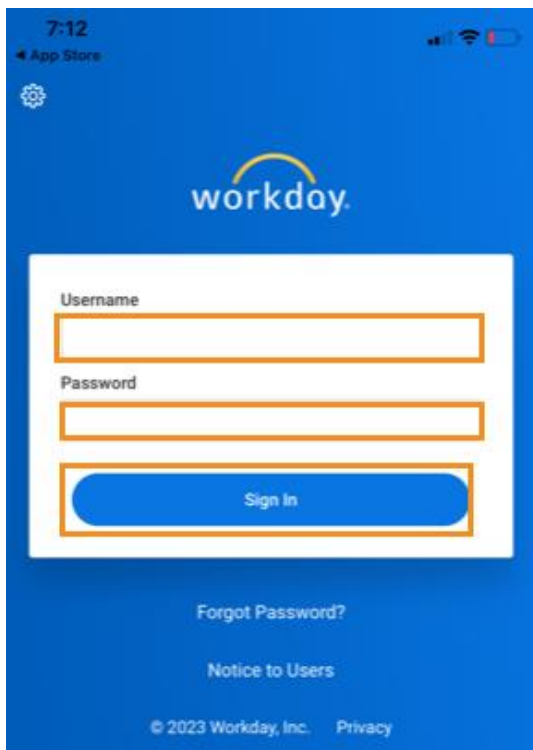 7:12
◀ App Store
workday.
Username
Password
Sign In
Forgot Password?
Notice to Users
© 2023 Workday, Inc. Privacy